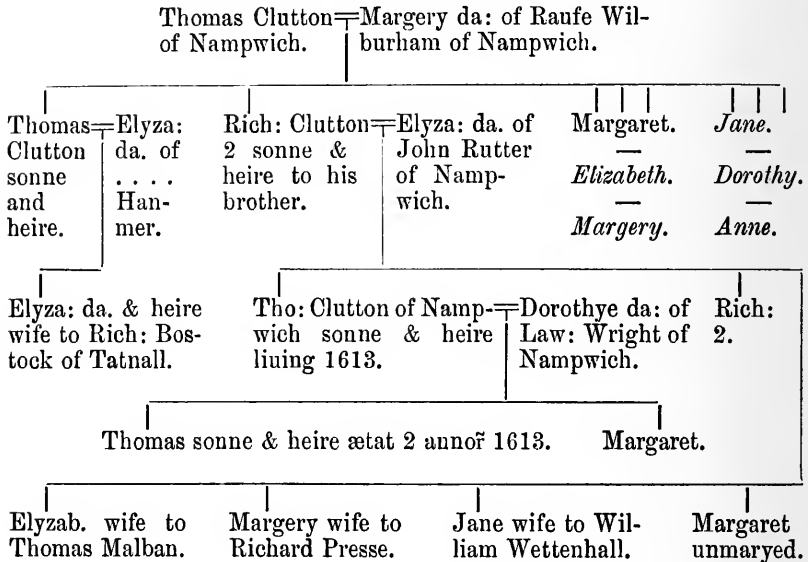 Thomas Clutton Margery da: of Raufe Wil-
of Nampwich. burham of Nampwich.
Thomas Elyza: Rich: Clutton Elyza: da. of Margaret. Jane.
Clutton da. of 2 sonne & John Rutter — —
sonne . . . . heire to his of Namp- Elizabeth. Dorothy.
and Han- brother. wich. — —
heire. mer. Margery. Anne.
Elyza: da. & heire Tho: Clutton of Namp- Dorothye da: of Rich:
wife to Rich: Bos- wich sonne & heire Law: Wright of 2.
tock of Tatnall. liuing 1613. Nampwich.
Thomas sonne & heire ætat 2 annor̃ 1613. Margaret.
Elyzab. wife to Margery wife to Jane wife to Wil- Margaret
Thomas Malban. Richard Presse. liam Wettenhall. unmaryed.